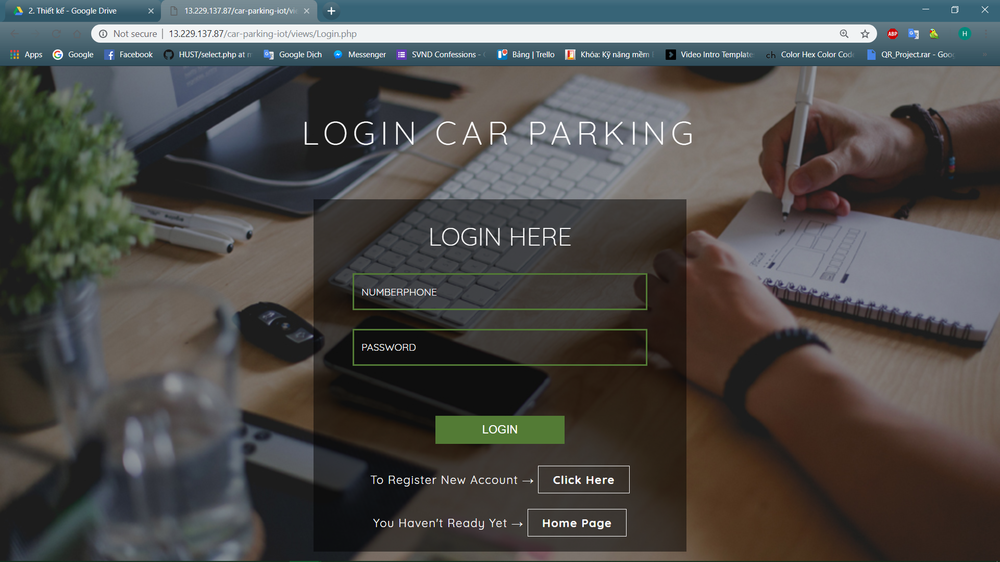 2. Thiết kế - Google Drive
13.229.137.87/car-parking-iot/vie
Not secure
13.229.137.87/car-parking-iot/views/Login.php
ABP
H
Apps
Google
Facebook
HUST/select.php at m
Google Dịch
Messenger
SVND Confessions -
Bảng | Trello
Khóa: Kỹ năng mềm
Video Intro Templates
ch
Color Hex Color Code
QR_Project.rar - Goog
LOGIN CAR PARKING
LOGIN HERE
NUMBERPHONE
PASSWORD
LOGIN
To Register New Account → Click Here
You Haven't Ready Yet → Home Page